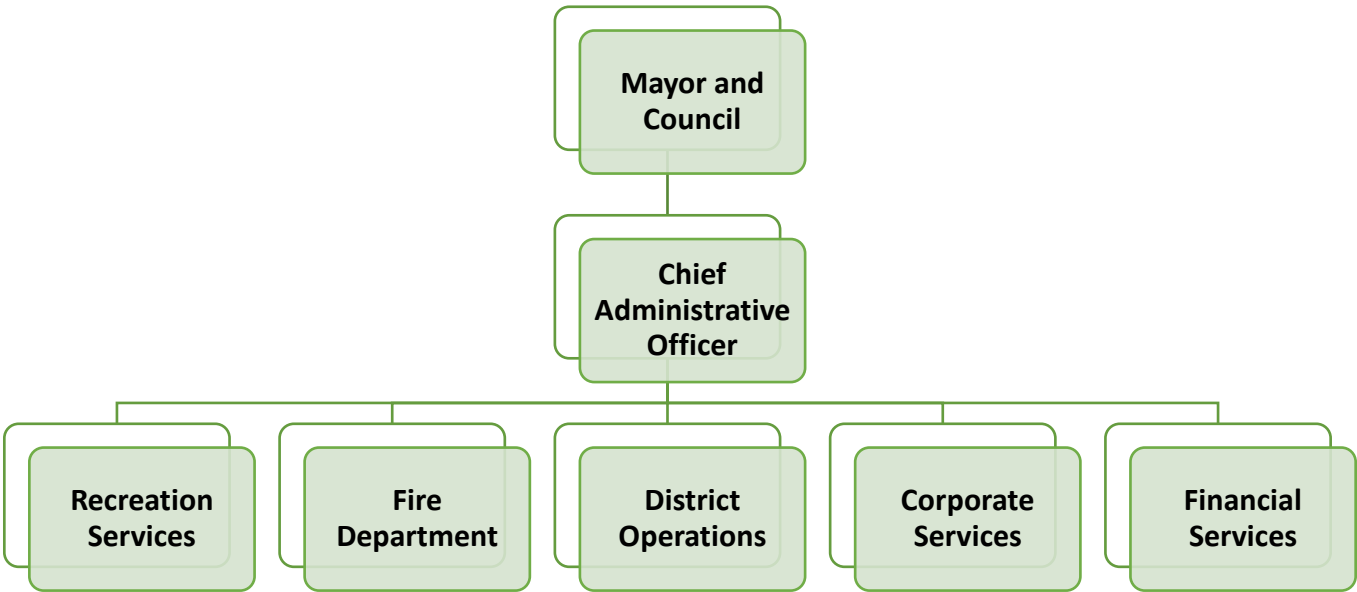 Mayor and
Council
Chief
Administrative
Officer
Recreation
Services
Fire
Department
District
Operations
Corporate
Services
Financial
Services